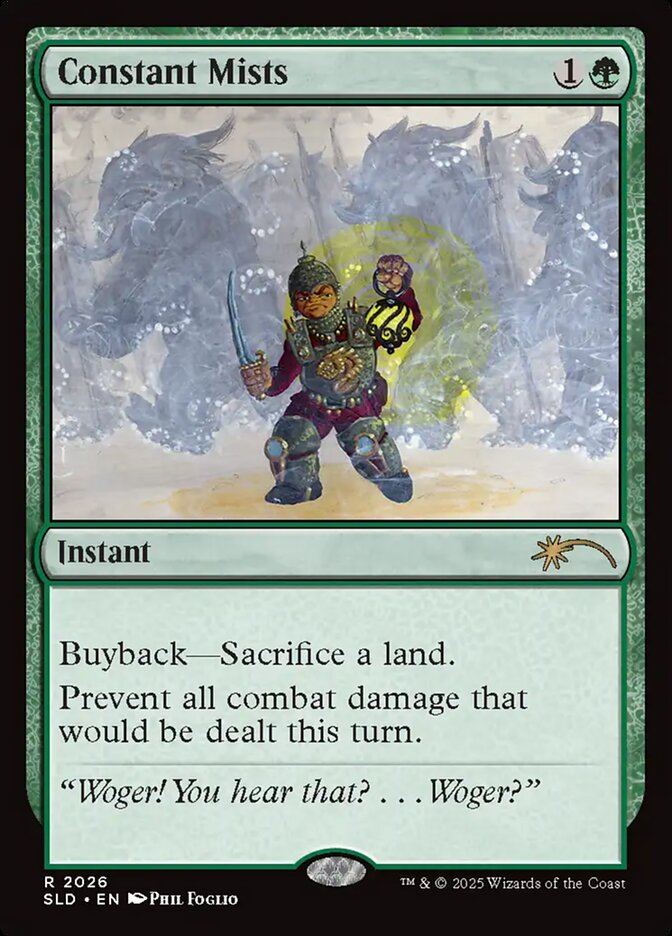 Constant Mists 1
Instant
Buyback—Sacrifice a land.
Prevent all combat damage that
would be dealt this turn.
“Woger! You hear that? . . . Woger?”
R 2026
SLD • EN Phil Foglio
™ & © 2025 Wizards of the Coast